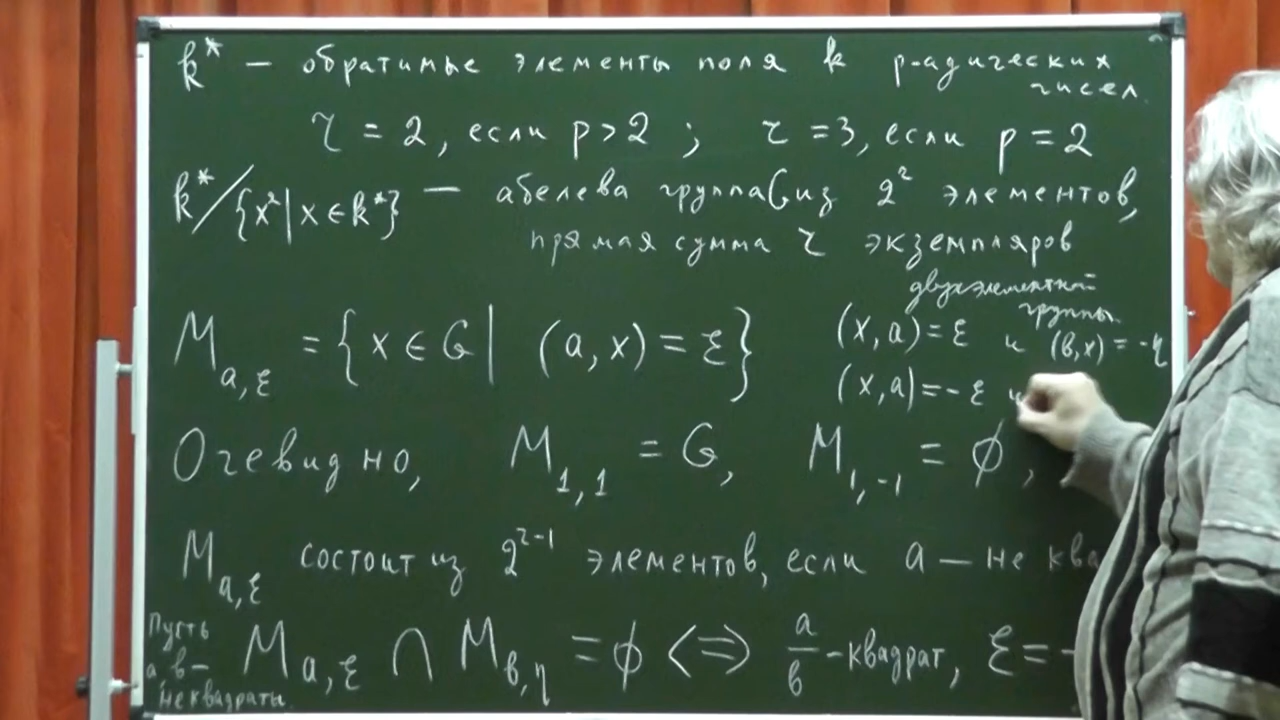 k* — обратимые элементы поля k p-адических
чисел.
r = 2, если p > 2 ; r = 3, если p = 2
k*/{x²|x∈k*} — абелева группа G из 2^r элементов,
прямая сумма r экземпляров
двухэлементной
группы.
M_{a,ε} = {x ∈ G | (a,x) = ε}
(x,a) = ε и (b,x) = -η
(x,a) = -ε и
Очевидно, M_{1,1} = G, M_{1,-1} = ∅,
M_{a,ε} состоит из 2^{r-1} элементов, если a — не ква
Пусть
a, b —
не квадраты.
M_{a,ε} ∩ M_{b,η} = ∅ <=> a/b - квадрат, ε = -